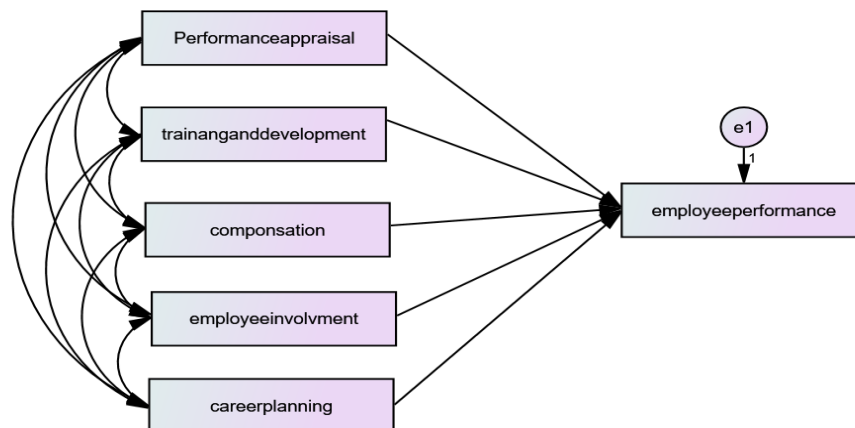 Performanceappraisal
trainanganddevelopment
componsation
employeeinvolvment
careerplanning
e1
1
employeeperformance